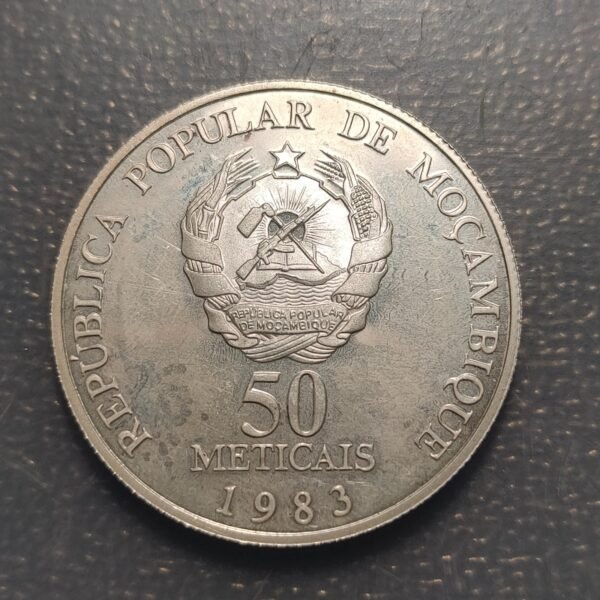 REPÚBLICA POPULAR DE MOÇAMBIQUE
REPÚBLICA POPULAR
DE MOÇAMBIQUE
50
METICAIS
1983